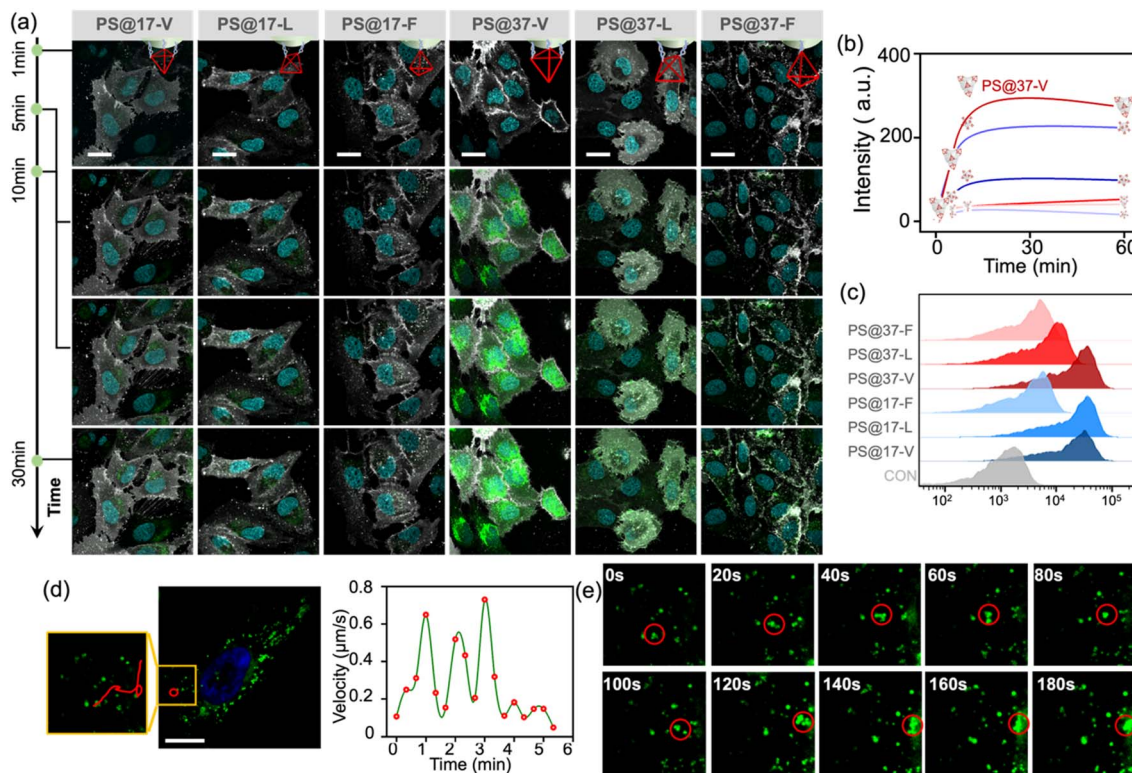 (a)
PS@17-V PS@17-L PS@17-F PS@37-V PS@37-L PS@37-F
1min
5min
10min
30min
Time
(b)
400
200
0
Intensity ( a.u.)
PS@37-V
0 30 60
Time (min)
(c)
PS@37-F
PS@37-L
PS@37-V
PS@17-F
PS@17-L
PS@17-V
CON
10² 10³ 10⁴ 10⁵
(d)
0.8
0.6
0.4
0.2
0
Velocity (μm/s)
0 1 2 3 4 5 6
Time (min)
(e)
0s 20s 40s 60s 80s
100s 120s 140s 160s 180s